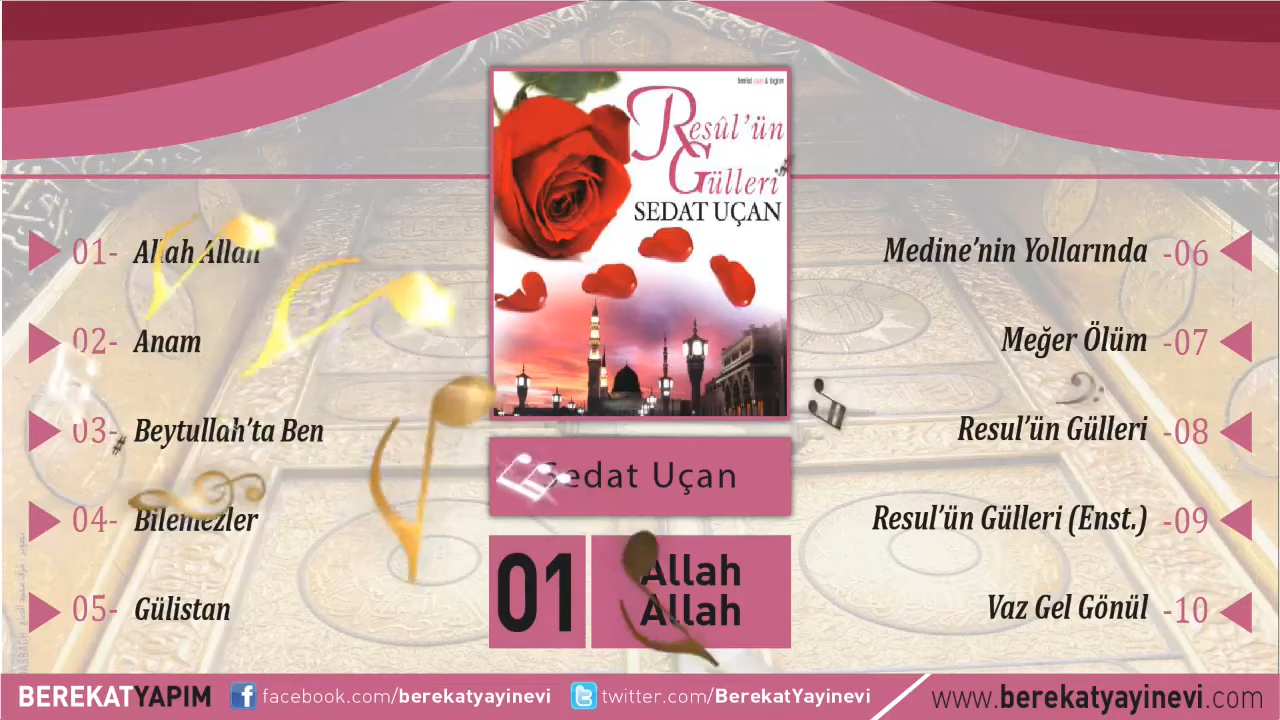 Resûl'ün
Gülleri
SEDAT UÇAN
01- Allah Allah
02- Anam
03- Beytullah'ta Ben
04- Bilemezler
05- Gülistan
Medine'nin Yollarında -06
Meğer Ölüm -07
Resul'ün Gülleri -08
Resul'ün Gülleri (Enst.) -09
Vaz Gel Gönül -10
Sedat Uçan
01
Allah
Allah
BEREKATYAPIM
facebook.com/berekatyayinevi
twitter.com/BerekatYayinevi
www.berekatyayinevi.com